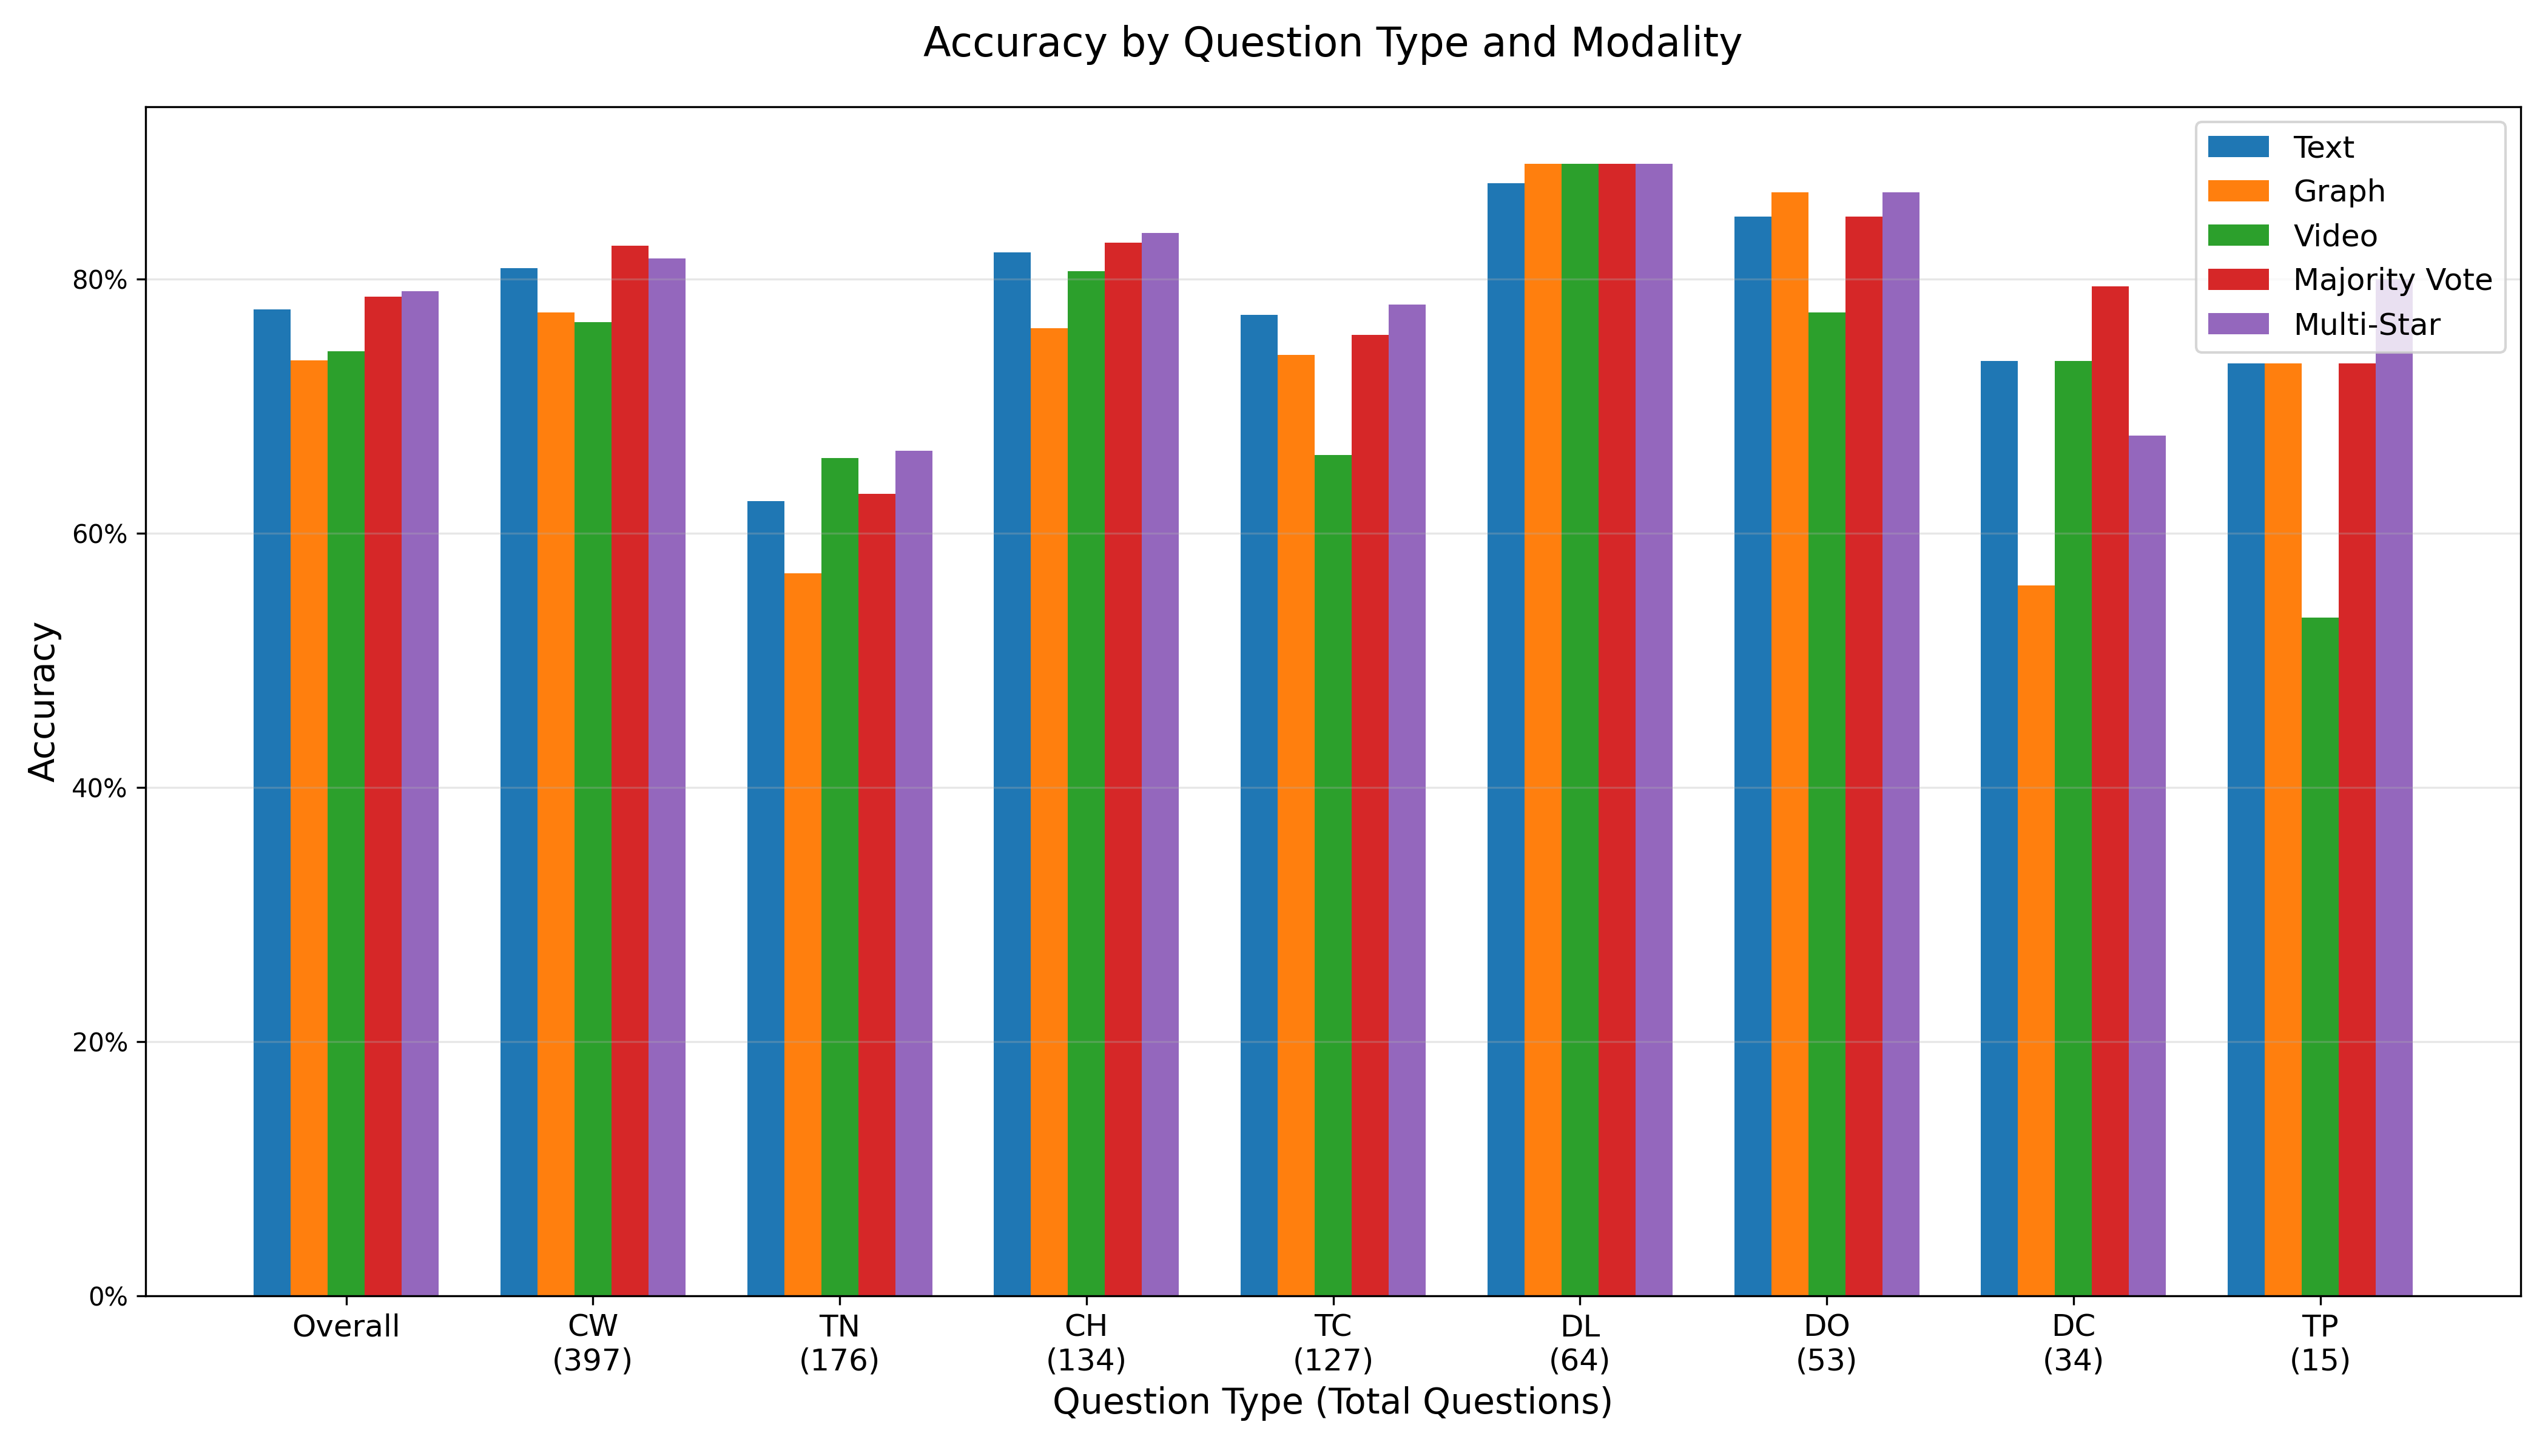 Accuracy by Question Type and Modality
Text
Graph
Video
Majority Vote
Multi-Star
Accuracy
80%
60%
40%
20%
0%
Overall
CW
(397)
TN
(176)
CH
(134)
TC
(127)
DL
(64)
DO
(53)
DC
(34)
TP
(15)
Question Type (Total Questions)